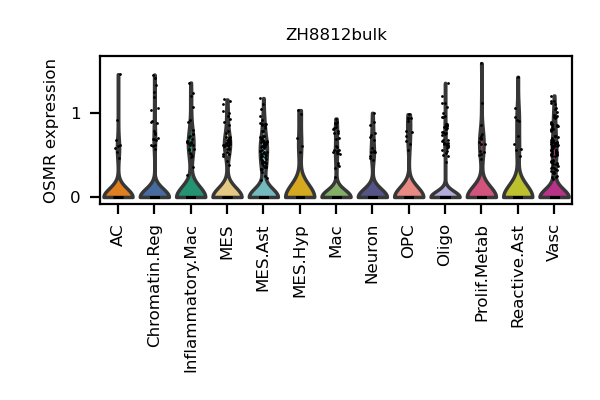 ZH8812bulk
OSMR expression
1
0
AC
Chromatin.Reg
Inflammatory.Mac
MES
MES.Ast
MES.Hyp
Mac
Neuron
OPC
Oligo
Prolif.Metab
Reactive.Ast
Vasc